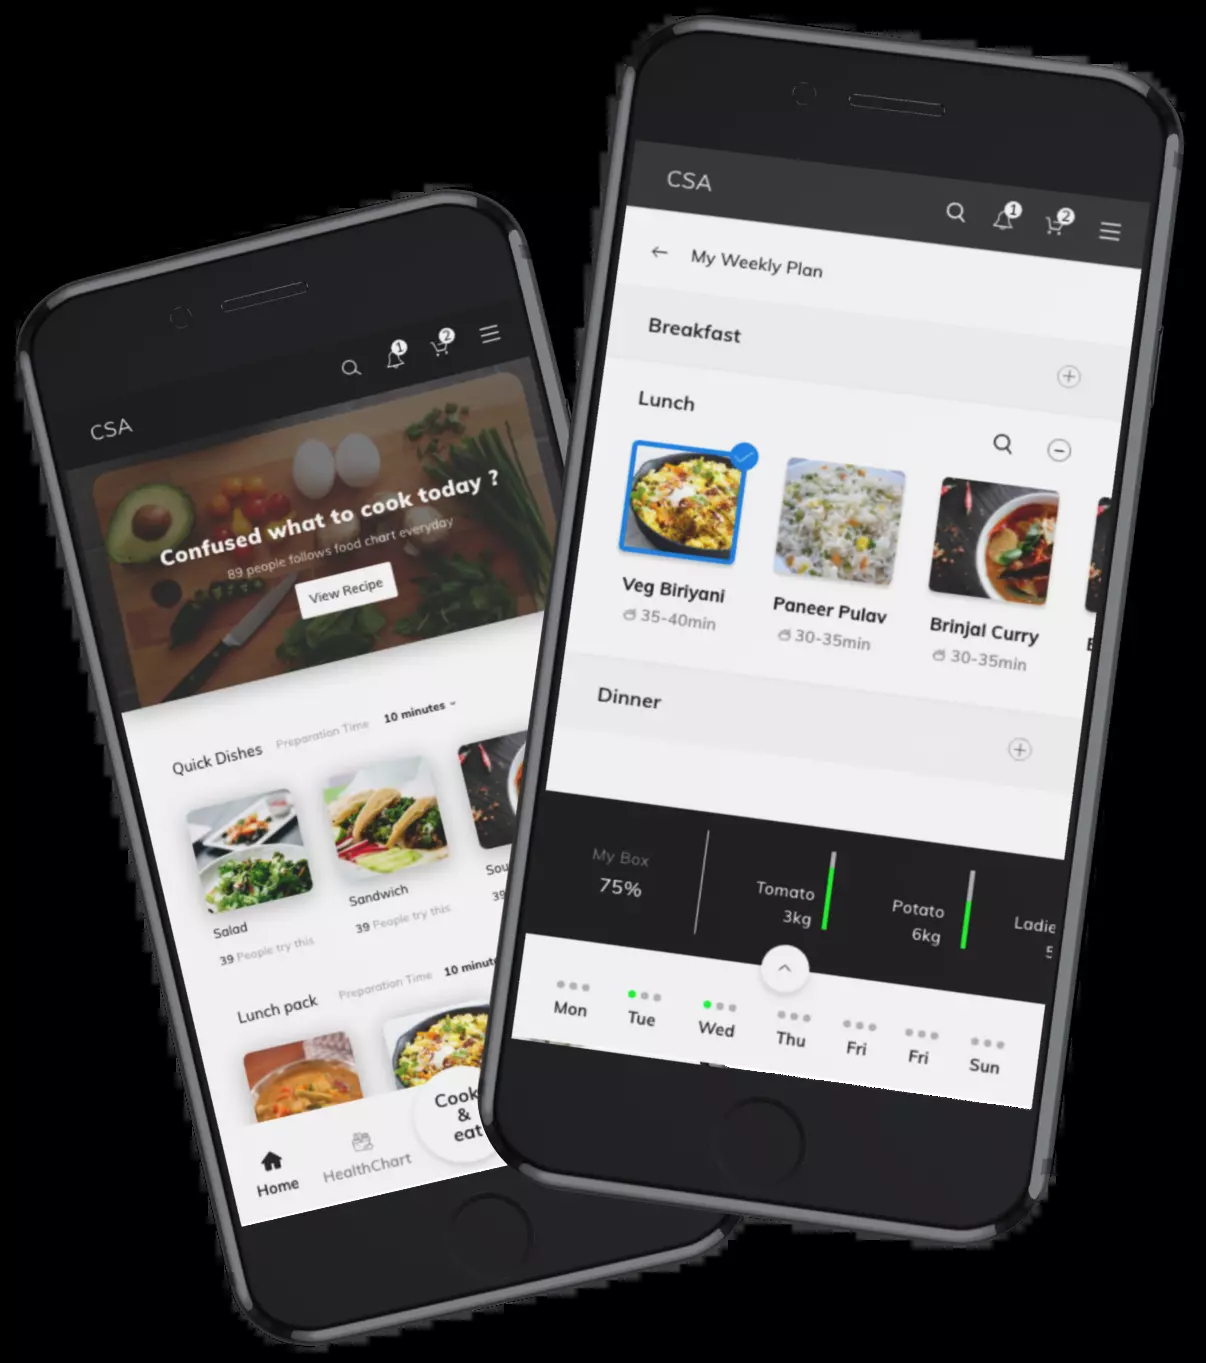 CSA
1
2
Confused what to cook today ?
89 people follows food chart everyday
View Recipe
Quick Dishes
Preparation Time
10 minutes
Salad
39 People try this
Sandwich
39 People try this
Sou
39
Lunch pack
Preparation Time
10 minut
Home
HealthChart
Cook
&
eat
CSA
1
2
My Weekly Plan
Breakfast
Lunch
Veg Biriyani
35-40min
Paneer Pulav
30-35min
Brinjal Curry
30-35min
Dinner
My Box
75%
Tomato
3kg
Potato
6kg
Ladie
5
Mon
Tue
Wed
Thu
Fri
Fri
Sun